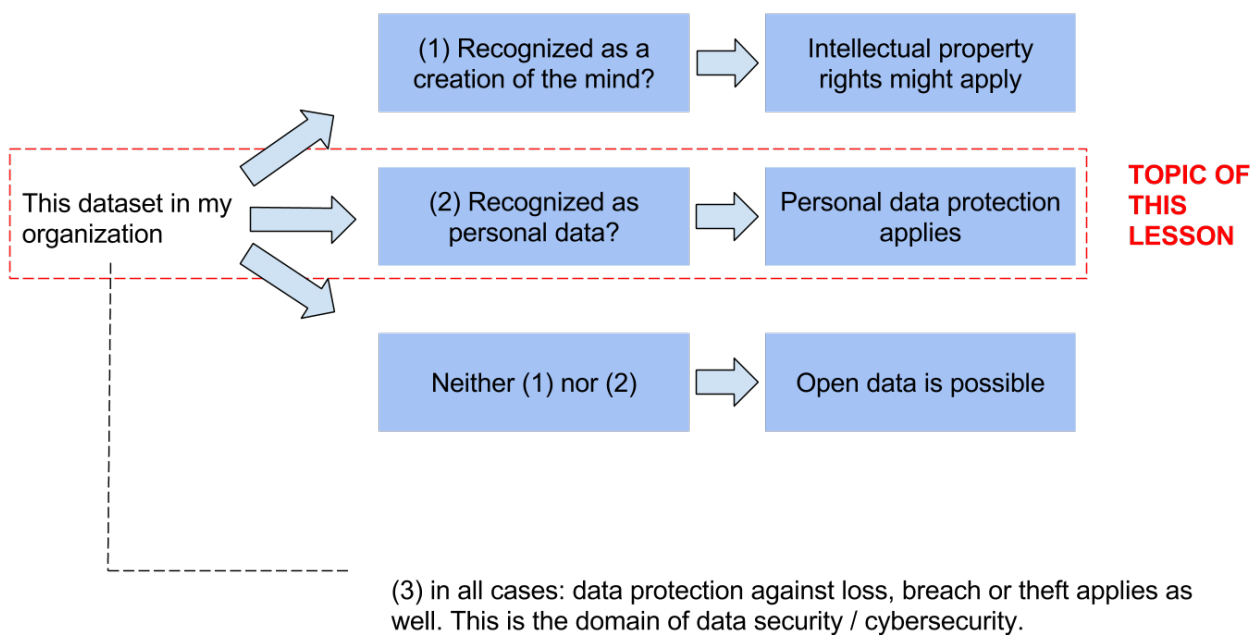 (1) Recognized as a
creation of the mind?
Intellectual property
rights might apply
This dataset in my
organization
(2) Recognized as
personal data?
Personal data protection
applies
TOPIC OF
THIS
LESSON
Neither (1) nor (2)
Open data is possible
(3) in all cases: data protection against loss, breach or theft applies as
well. This is the domain of data security / cybersecurity.